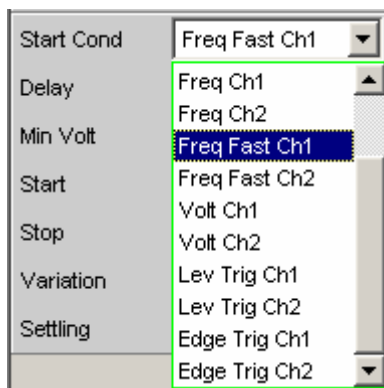 Start Cond Freq Fast Ch1
Delay
Min Volt
Start
Stop
Variation
Settling
Freq Ch1
Freq Ch2
Freq Fast Ch1
Freq Fast Ch2
Volt Ch1
Volt Ch2
Lev Trig Ch1
Lev Trig Ch2
Edge Trig Ch1
Edge Trig Ch2